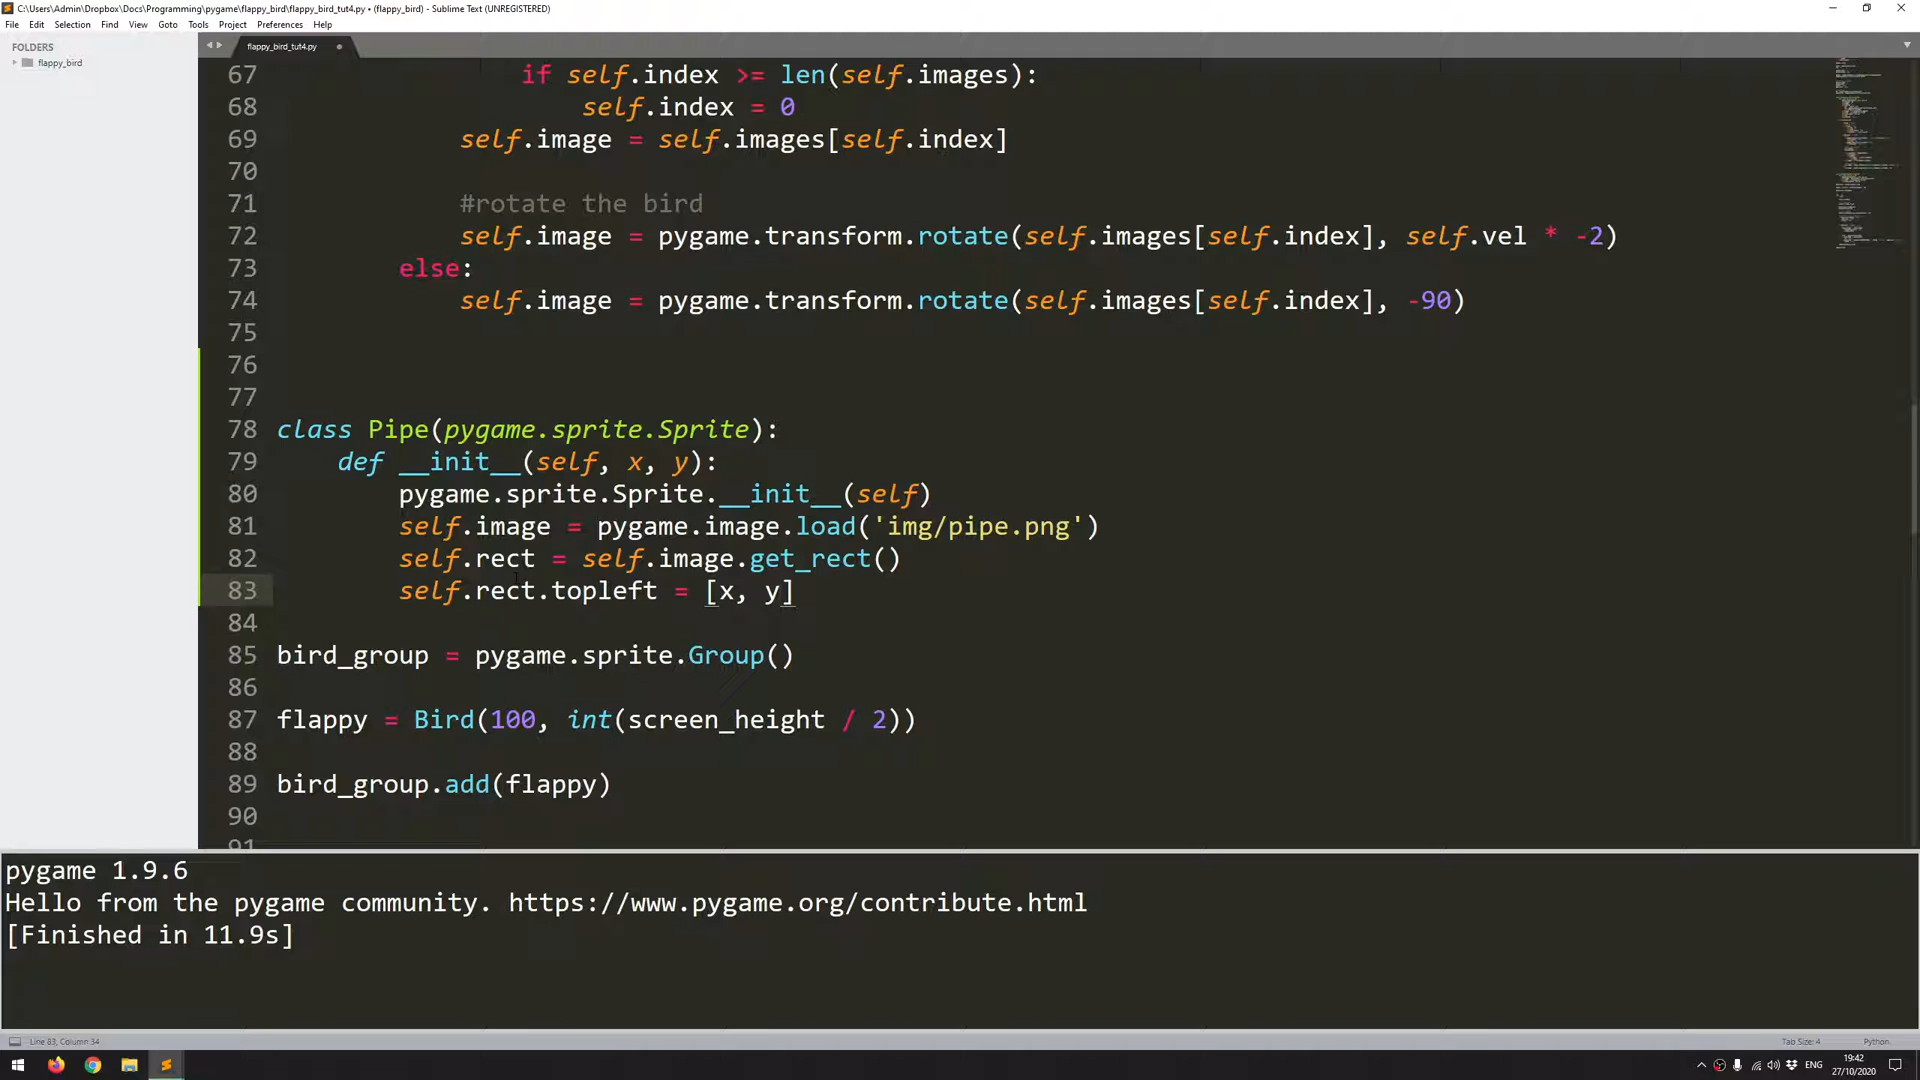 C:\Users\Admin\Dropbox\Docs\Programming\pygame\flappy_bird\flappy_bird_tut4.py • (flappy_bird) - Sublime Text (UNREGISTERED)
File Edit Selection Find View Goto Tools Project Preferences Help
FOLDERS
flappy_bird
flappy_bird_tut4.py
67 if self.index >= len(self.images):
68 self.index = 0
69 self.image = self.images[self.index]
70
71 #rotate the bird
72 self.image = pygame.transform.rotate(self.images[self.index], self.vel * -2)
73 else:
74 self.image = pygame.transform.rotate(self.images[self.index], -90)
75
76
77
78 class Pipe(pygame.sprite.Sprite):
79 def __init__(self, x, y):
80 pygame.sprite.Sprite.__init__(self)
81 self.image = pygame.image.load('img/pipe.png')
82 self.rect = self.image.get_rect()
83 self.rect.topleft = [x, y]
84
85 bird_group = pygame.sprite.Group()
86
87 flappy = Bird(100, int(screen_height / 2))
88
89 bird_group.add(flappy)
90
91
pygame 1.9.6
Hello from the pygame community. https://www.pygame.org/contribute.html
[Finished in 11.9s]
Line 83, Column 34
Tab Size: 4
Python
ENG
19:42
27/10/2020